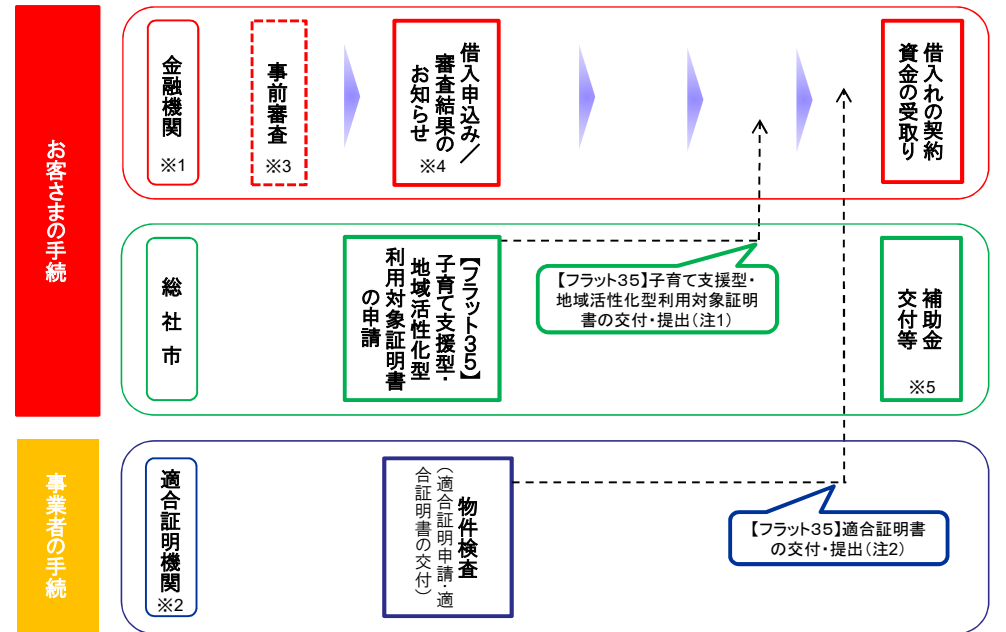 お客さまの手続
金融機関
※1
事前審査
※3
借入申込み／
審査結果の
お知らせ
※4
借入れの契約
資金の受取り
総社市
【フラット３５】
子育て支援型・
地域活性化型
利用対象証明書
の申請
【フラット35】子育て支援型・
地域活性化型利用対象証明
書の交付・提出(注1)
補助金
交付等
※5
事業者の手続
適合証明機関
※2
物件検査
（適合証明申請・適
合証明書の交付）
【フラット35】適合証明書
の交付・提出(注2)